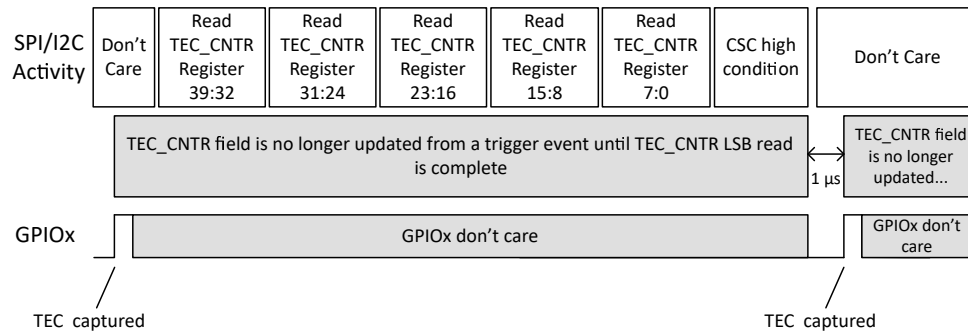 SPI/I2C
Activity
Don't
Care
Read
TEC_CNTR
Register
39:32
Read
TEC_CNTR
Register
31:24
Read
TEC_CNTR
Register
23:16
Read
TEC_CNTR
Register
15:8
Read
TEC_CNTR
Register
7:0
CSC high
condition
Don't Care
TEC_CNTR field is no longer updated from a trigger event until TEC_CNTR LSB read
is complete
1 µs
TEC_CNTR field
is no longer
updated...
GPIOx
GPIOx don't care
GPIOx don't
care
TEC captured
TEC captured